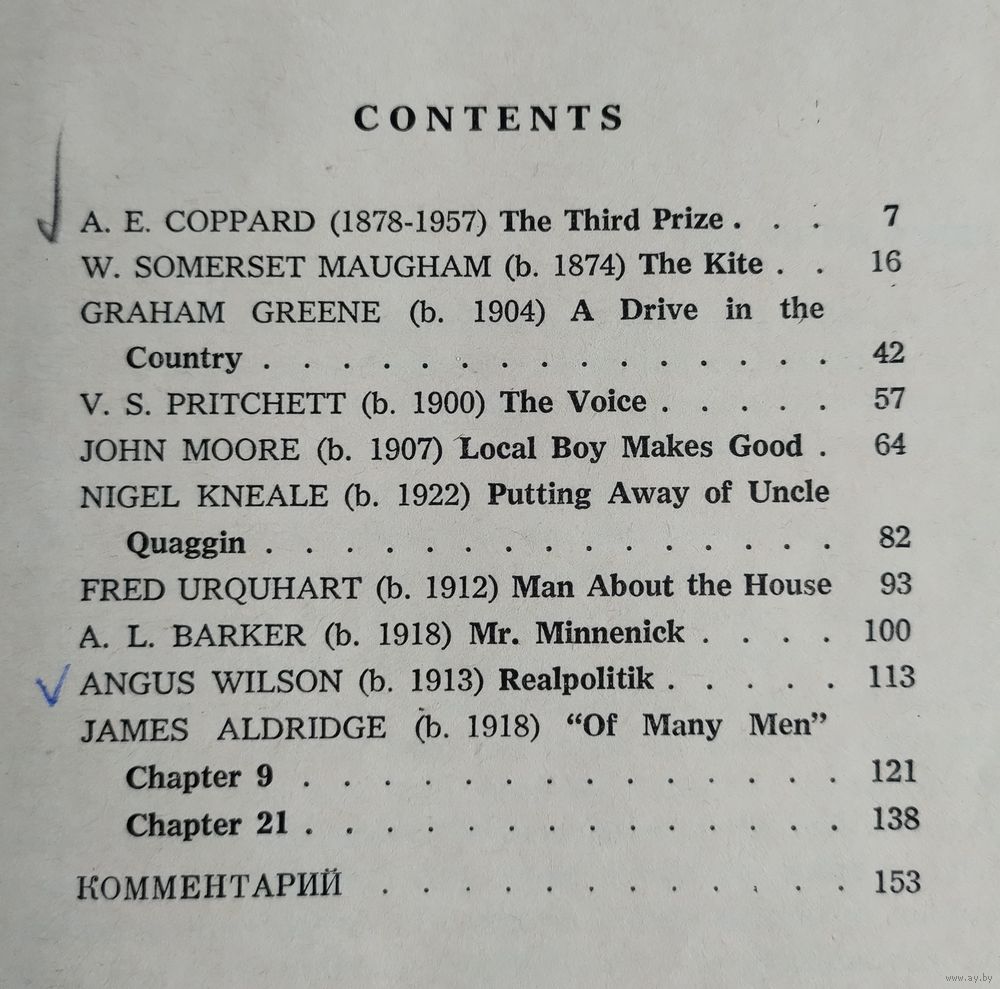 CONTENTS
A. E. COPPARD (1878-1957) The Third Prize . . . 7
W. SOMERSET MAUGHAM (b. 1874) The Kite . . 16
GRAHAM GREENE (b. 1904) A Drive in the
Country . . . . . . . . . . . . . . . 42
V. S. PRITCHETT (b. 1900) The Voice . . . . . 57
JOHN MOORE (b. 1907) Local Boy Makes Good . 64
NIGEL KNEALE (b. 1922) Putting Away of Uncle
Quaggin . . . . . . . . . . . . . . . 82
FRED URQUHART (b. 1912) Man About the House 93
A. L. BARKER (b. 1918) Mr. Minnenick . . . . 100
ANGUS WILSON (b. 1913) Realpolitik . . . . . 113
JAMES ALDRIDGE (b. 1918) “Of Many Men”
Chapter 9 . . . . . . . . . . . . . . 121
Chapter 21 . . . . . . . . . . . . . . 138
КОММЕНТАРИЙ . . . . . . . . . . . . . 153
www.ay.by